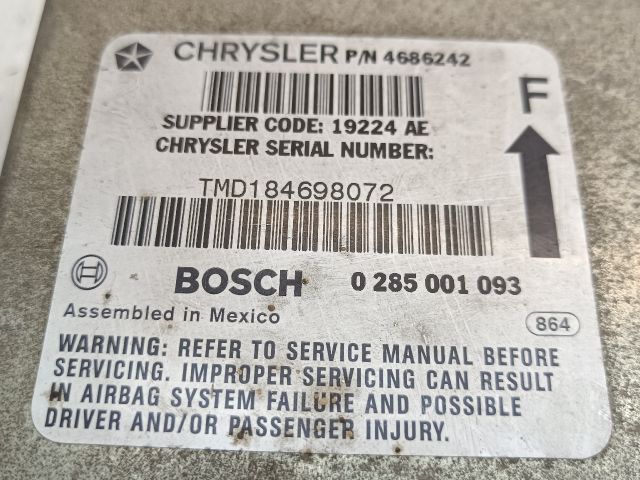 CHRYSLER P/N 4686242
F
SUPPLIER CODE: 19224 AE
CHRYSLER SERIAL NUMBER:
TMD184698072
BOSCH 0 285 001 093
Assembled in Mexico
864
WARNING: REFER TO SERVICE MANUAL BEFORE
SERVICING. IMPROPER SERVICING CAN RESULT
IN AIRBAG SYSTEM FAILURE AND POSSIBLE
DRIVER AND/OR PASSENGER INJURY.